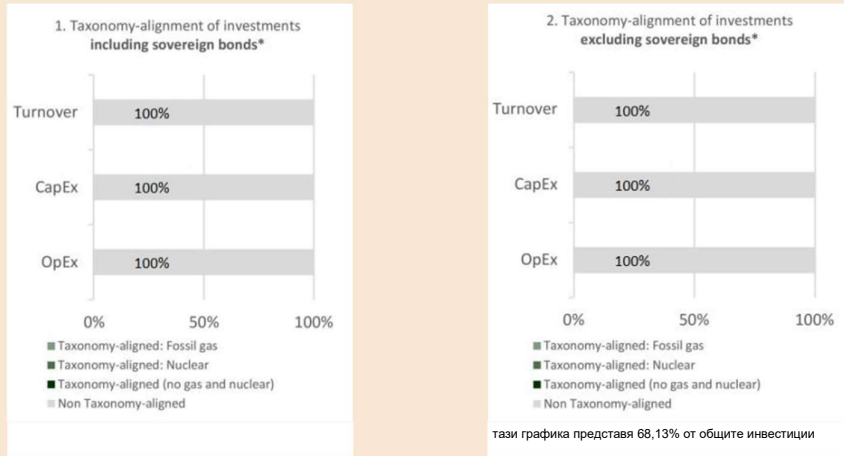 1. Taxonomy-alignment of investments
including sovereign bonds*
Turnover
100%
CapEx
100%
OpEx
100%
0% 50% 100%
Taxonomy-aligned: Fossil gas
Taxonomy-aligned: Nuclear
Taxonomy-aligned (no gas and nuclear)
Non Taxonomy-aligned
2. Taxonomy-alignment of investments
excluding sovereign bonds*
Turnover
100%
CapEx
100%
OpEx
100%
0% 50% 100%
Taxonomy-aligned: Fossil gas
Taxonomy-aligned: Nuclear
Taxonomy-aligned (no gas and nuclear)
Non Taxonomy-aligned
тази графика представя 68,13% от общите инвестиции